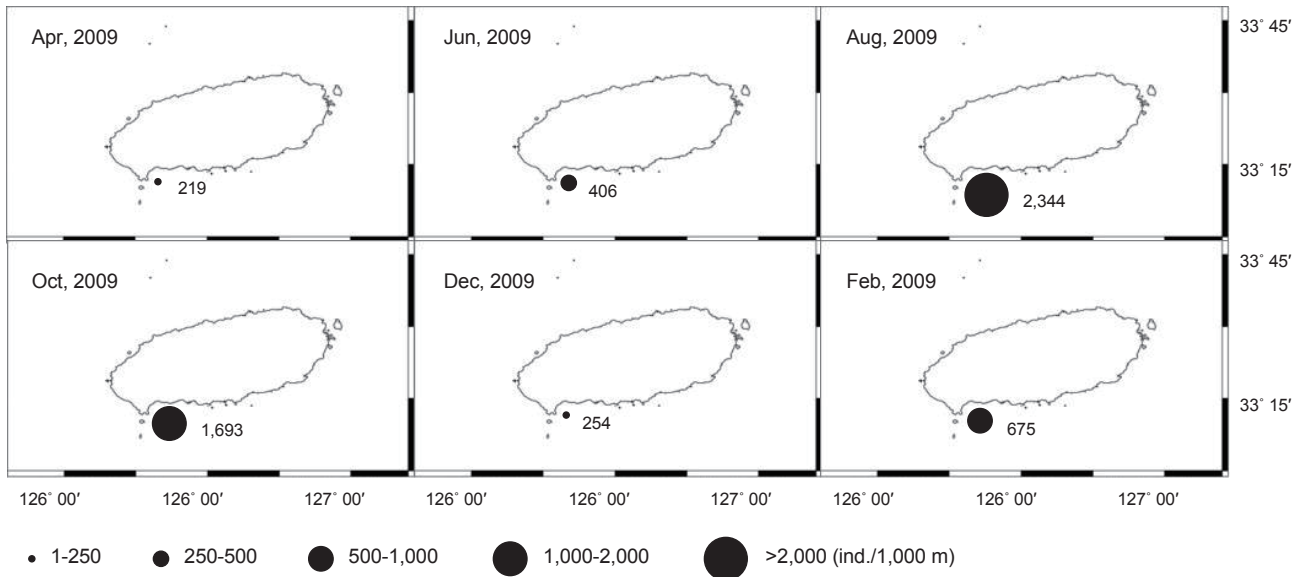 Apr, 2009
Jun, 2009
Aug, 2009
33° 45′
219
406
2,344
33° 15′
Oct, 2009
Dec, 2009
Feb, 2009
33° 45′
1,693
254
675
33° 15′
126° 00′ 126° 00′ 127° 00′ 126° 00′ 126° 00′ 127° 00′ 126° 00′ 126° 00′ 127° 00′
1-250 250-500 500-1,000 1,000-2,000 >2,000 (ind./1,000 m)